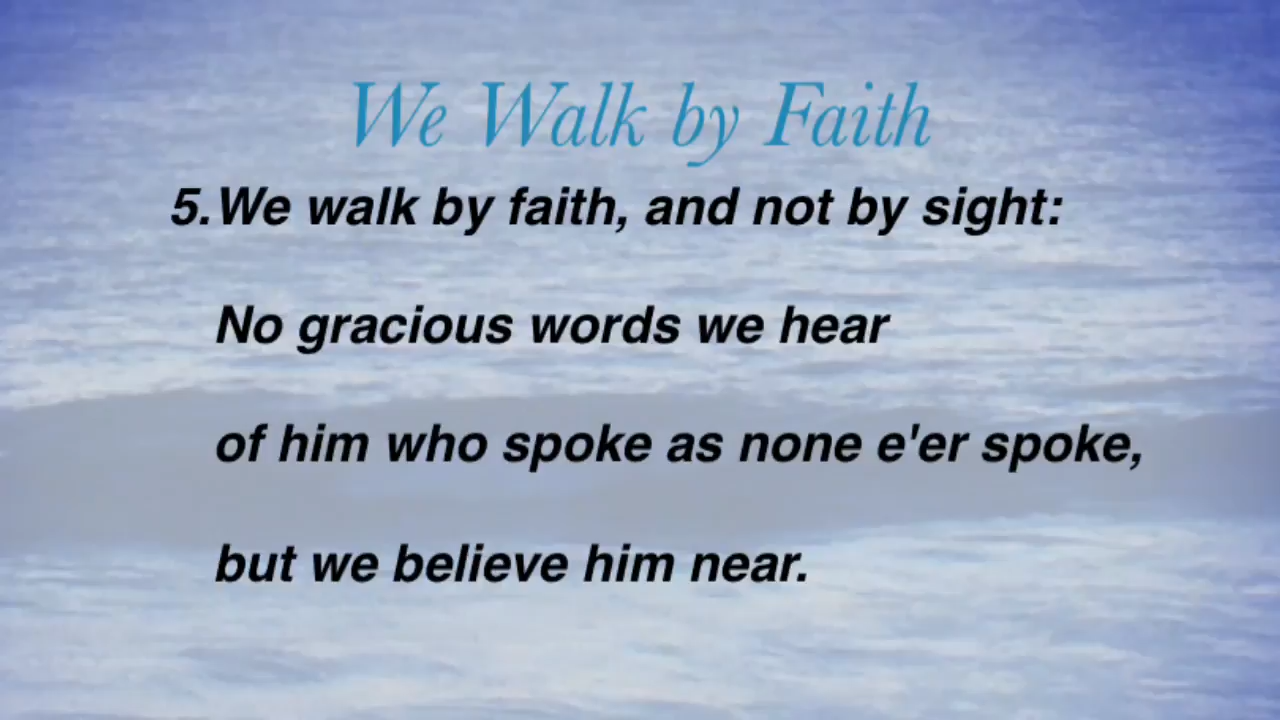 We Walk by Faith
5. We walk by faith, and not by sight:
No gracious words we hear
of him who spoke as none e'er spoke,
but we believe him near.